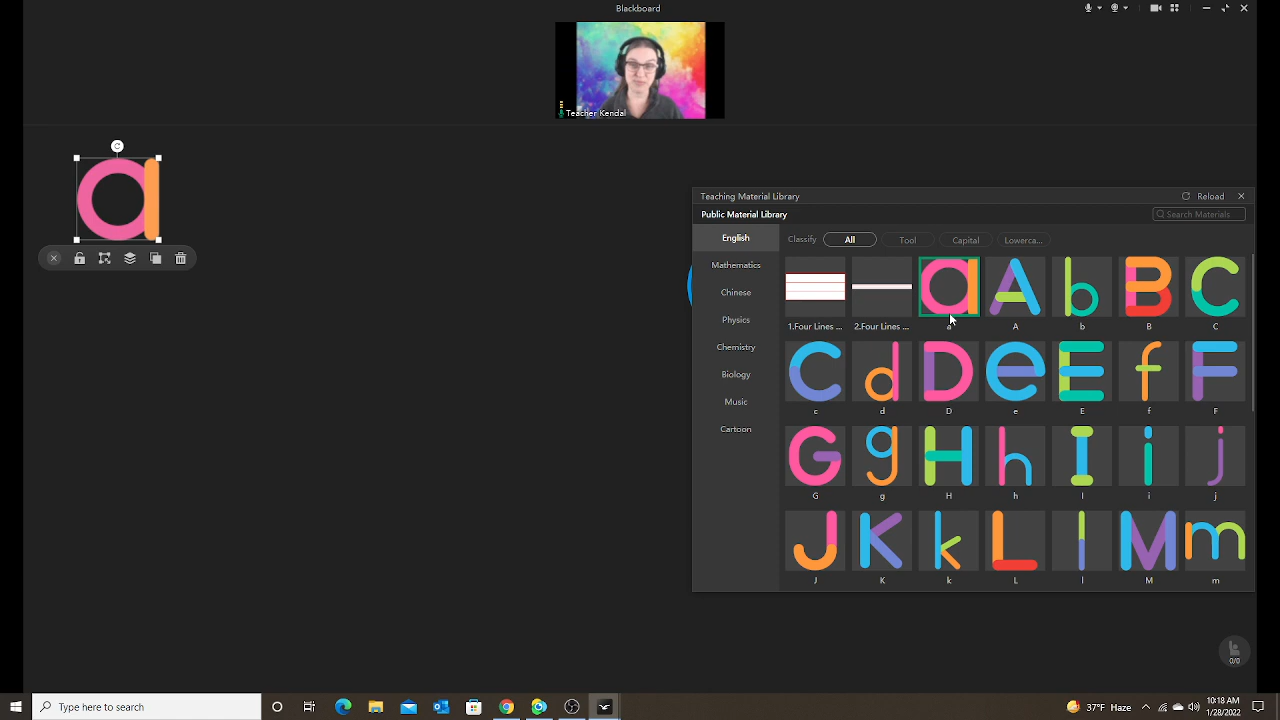 Blackboard
Teacher Kendal
a
Teaching Material Library
Reload
Public Material Library
Search Materials
English
Mathematics
Chinese
Physics
Chemistry
Biology
Music
Cartoon
Classify All Tool Capital Lowerca...
a A b B C
1.Four Lines ... 2.Four Lines ... a A b B C
C d D e E f F
c d D e E f F
G g H h I i j
G g H h I i j
J K k L l M m
J K k L l M m
0/0
Type here to search
37°F Haze
10:18 AM
1/28/2022